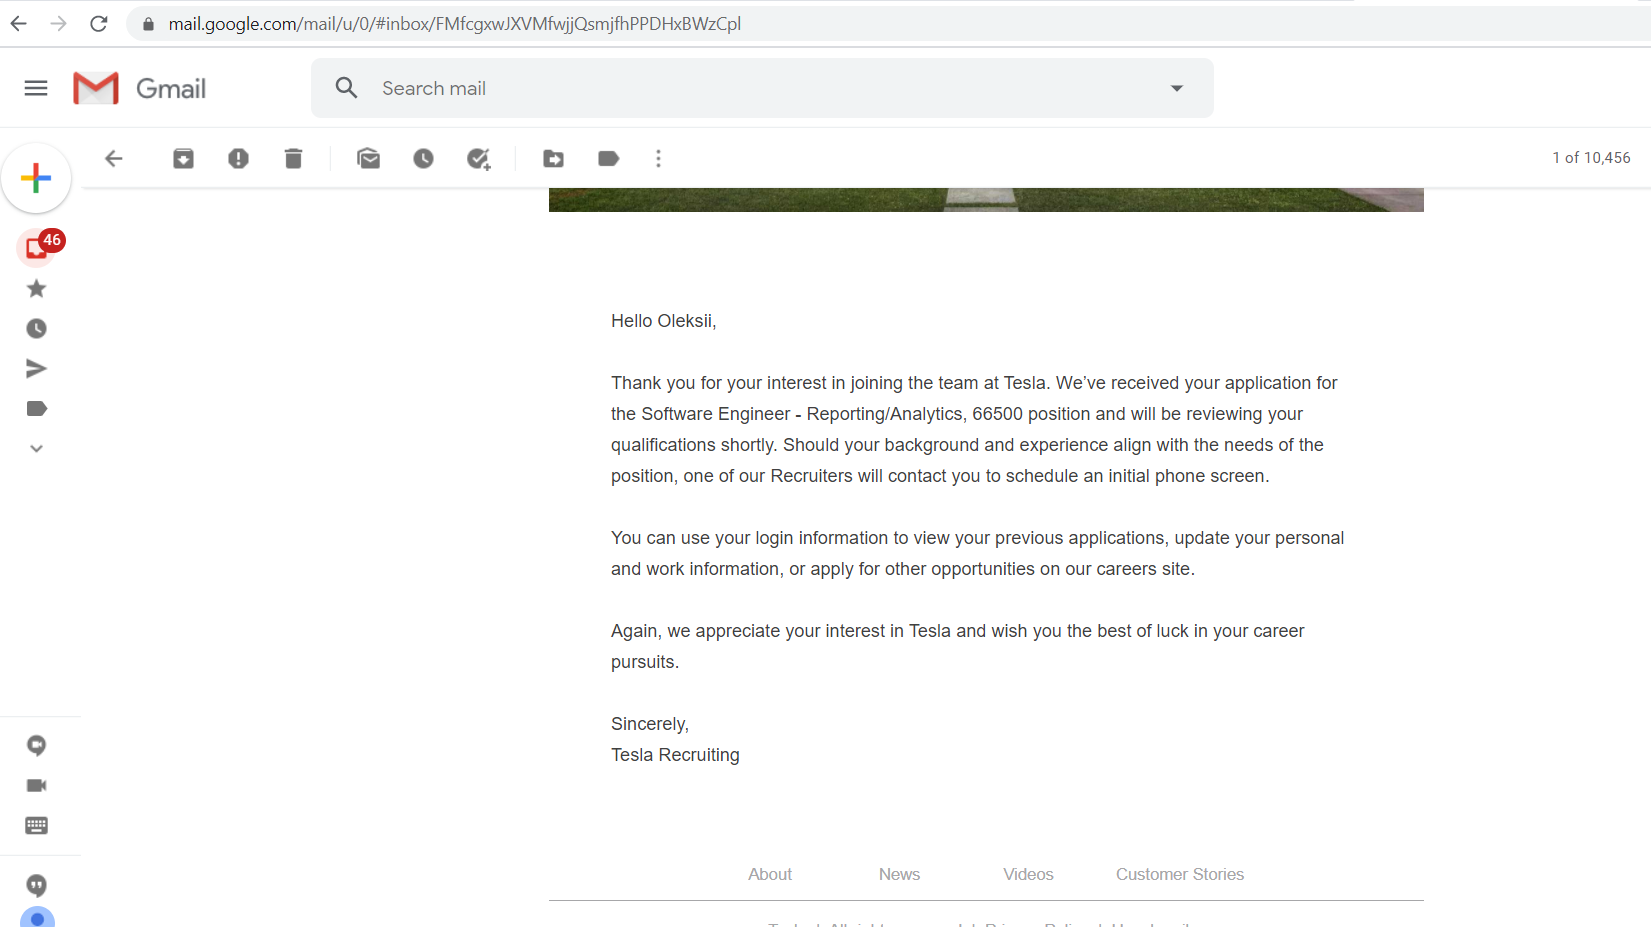 mail.google.com/mail/u/0/#inbox/FMfcgxwJXVMfwjjQsmjfhPPDHxBWzCpl
Gmail
Search mail
1 of 10,456
46
Hello Oleksii,
Thank you for your interest in joining the team at Tesla. We’ve received your application for
the Software Engineer - Reporting/Analytics, 66500 position and will be reviewing your
qualifications shortly. Should your background and experience align with the needs of the
position, one of our Recruiters will contact you to schedule an initial phone screen.
You can use your login information to view your previous applications, update your personal
and work information, or apply for other opportunities on our careers site.
Again, we appreciate your interest in Tesla and wish you the best of luck in your career
pursuits.
Sincerely,
Tesla Recruiting
About News Videos Customer Stories